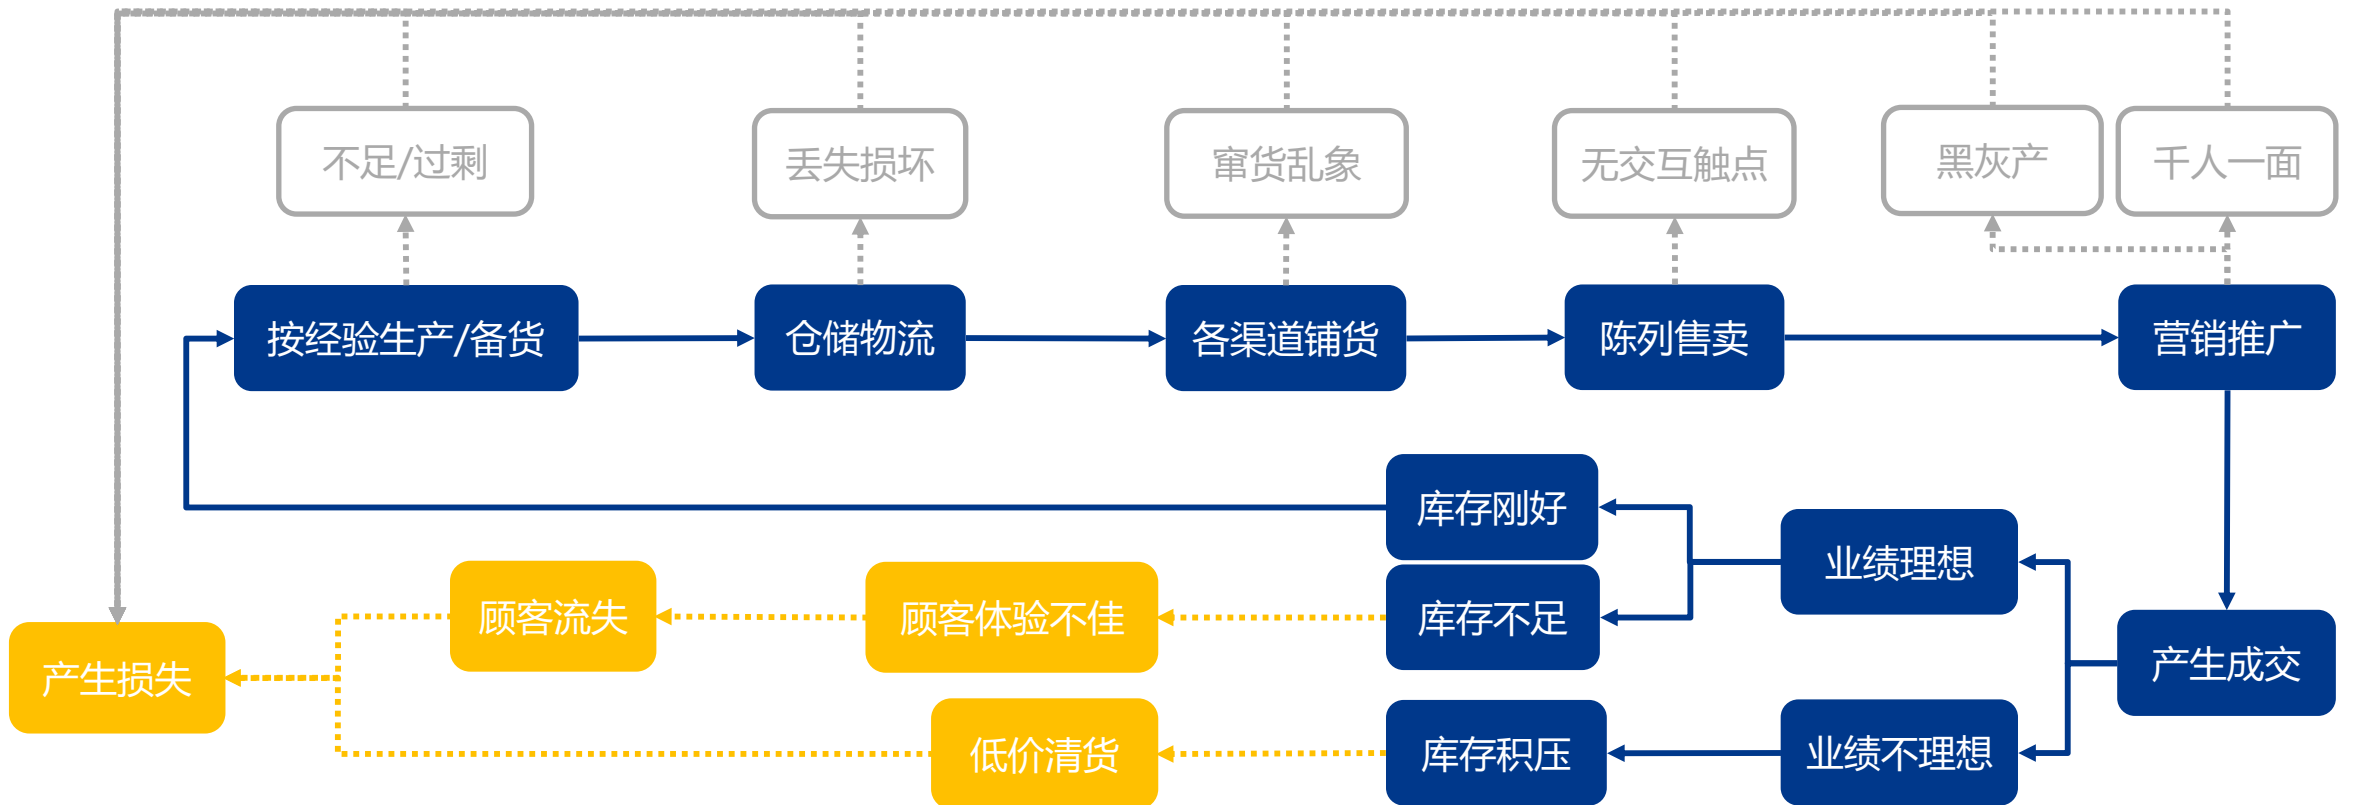 不足/过剩
丢失损坏
窜货乱象
无交互触点
黑灰产
千人一面
按经验生产/备货
仓储物流
各渠道铺货
陈列售卖
营销推广
库存刚好
业绩理想
顾客流失
顾客体验不佳
库存不足
产生损失
产生成交
低价清货
库存积压
业绩不理想